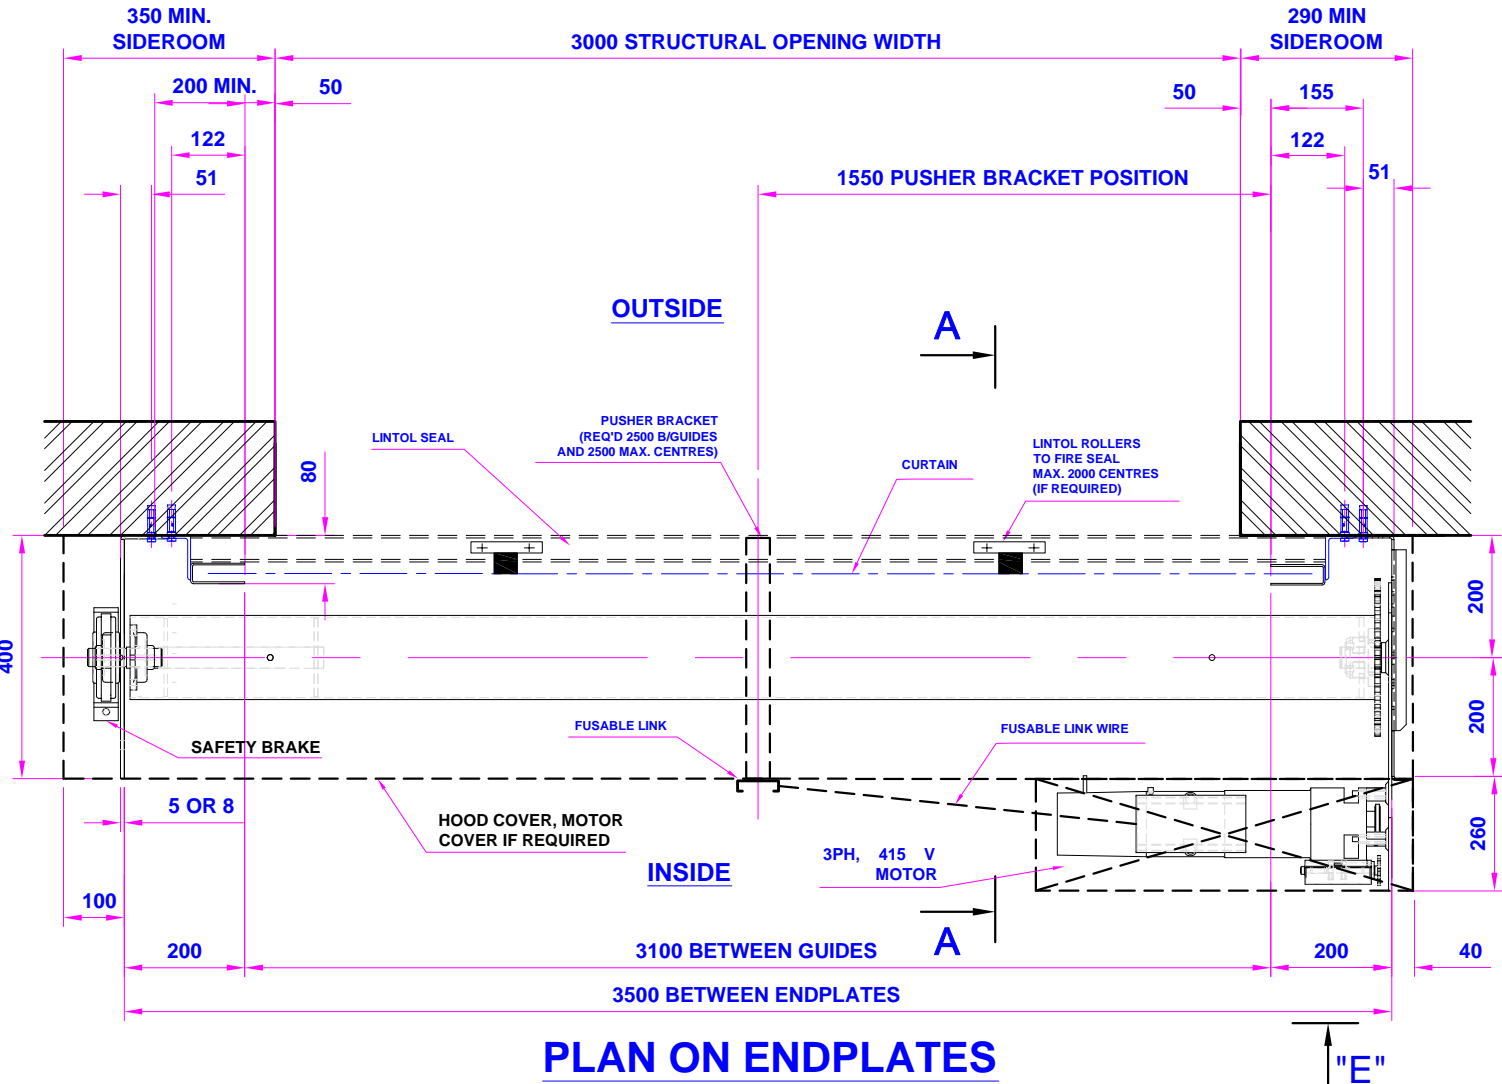 350 MIN.
SIDEROOM
3000 STRUCTURAL OPENING WIDTH
290 MIN
SIDEROOM
200 MIN.
50
50
155
122
122
51
51
1550 PUSHER BRACKET POSITION
OUTSIDE
A
LINTOL SEAL
PUSHER BRACKET
(REQ'D 2500 B/GUIDES
AND 2500 MAX. CENTRES)
CURTAIN
LINTOL ROLLERS
TO FIRE SEAL
MAX. 2000 CENTRES
(IF REQUIRED)
80
400
200
200
260
SAFETY BRAKE
FUSABLE LINK
FUSABLE LINK WIRE
5 OR 8
HOOD COVER, MOTOR
COVER IF REQUIRED
INSIDE
3PH, 415 V
MOTOR
A
100
200
3100 BETWEEN GUIDES
200
40
3500 BETWEEN ENDPLATES
PLAN ON ENDPLATES
"E"